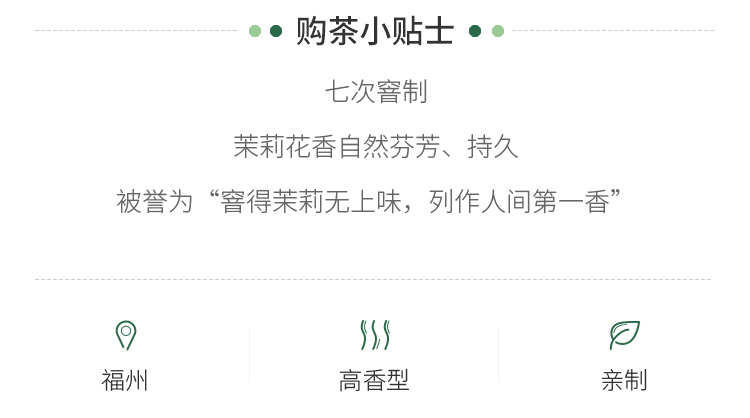 购茶小贴士
七次窨制
茉莉花香自然芬芳、持久
被誉为“窨得茉莉无上味，列作人间第一香”
福州
高香型
亲制